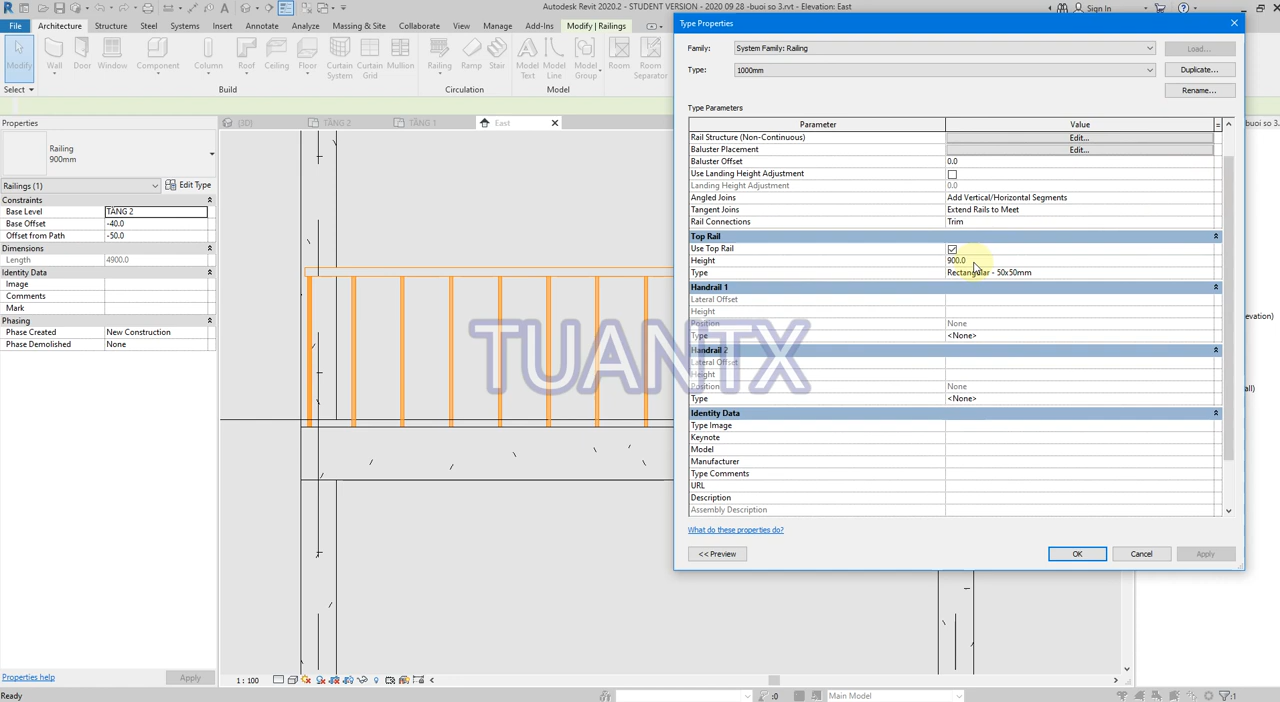 Autodesk Revit 2020.2 - STUDENT VERSION - 2020 09 28 -buoi so 3.rvt - Elevation: East
Sign In
File Architecture Structure Steel Systems Insert Annotate Analyze Massing & Site Collaborate View Manage Add-Ins Modify | Railings
Modify Wall Door Window Component Column Roof Ceiling Floor Curtain System Curtain Grid Mullion Railing Ramp Stair Model Text Model Line Model Group Room Room Separator
Select Build Circulation Model
Properties
(3D) TẦNG 2 TẦNG 1 East
Railing
900mm
Railings (1) Edit Type
Constraints
Base Level TẦNG 2
Base Offset -40.0
Offset from Path -50.0
Dimensions
Length 4900.0
Identity Data
Image
Comments
Mark
Phasing
Phase Created New Construction
Phase Demolished None
Properties help Apply
Type Properties
Family: System Family: Railing Load...
Type: 1000mm Duplicate...
Rename...
Type Parameters
Parameter Value =
Rail Structure (Non-Continuous) Edit...
Baluster Placement Edit...
Baluster Offset 0.0
Use Landing Height Adjustment
Landing Height Adjustment 0.0
Angled Joins Add Vertical/Horizontal Segments
Tangent Joins Extend Rails to Meet
Rail Connections Trim
Top Rail
Use Top Rail
Height 900.0
Type Rectangular - 50x50mm
Handrail 1
Lateral Offset
Height
Position None
Type <None>
Handrail 2
Lateral Offset
Height
Position None
Type <None>
Identity Data
Type Image
Keynote
Model
Manufacturer
Type Comments
URL
Description
Assembly Description
What do these properties do?
<< Preview OK Cancel Apply
TUANTX
buoi so 3.
evation)
all)
1 : 100
Ready :0 Main Model :1